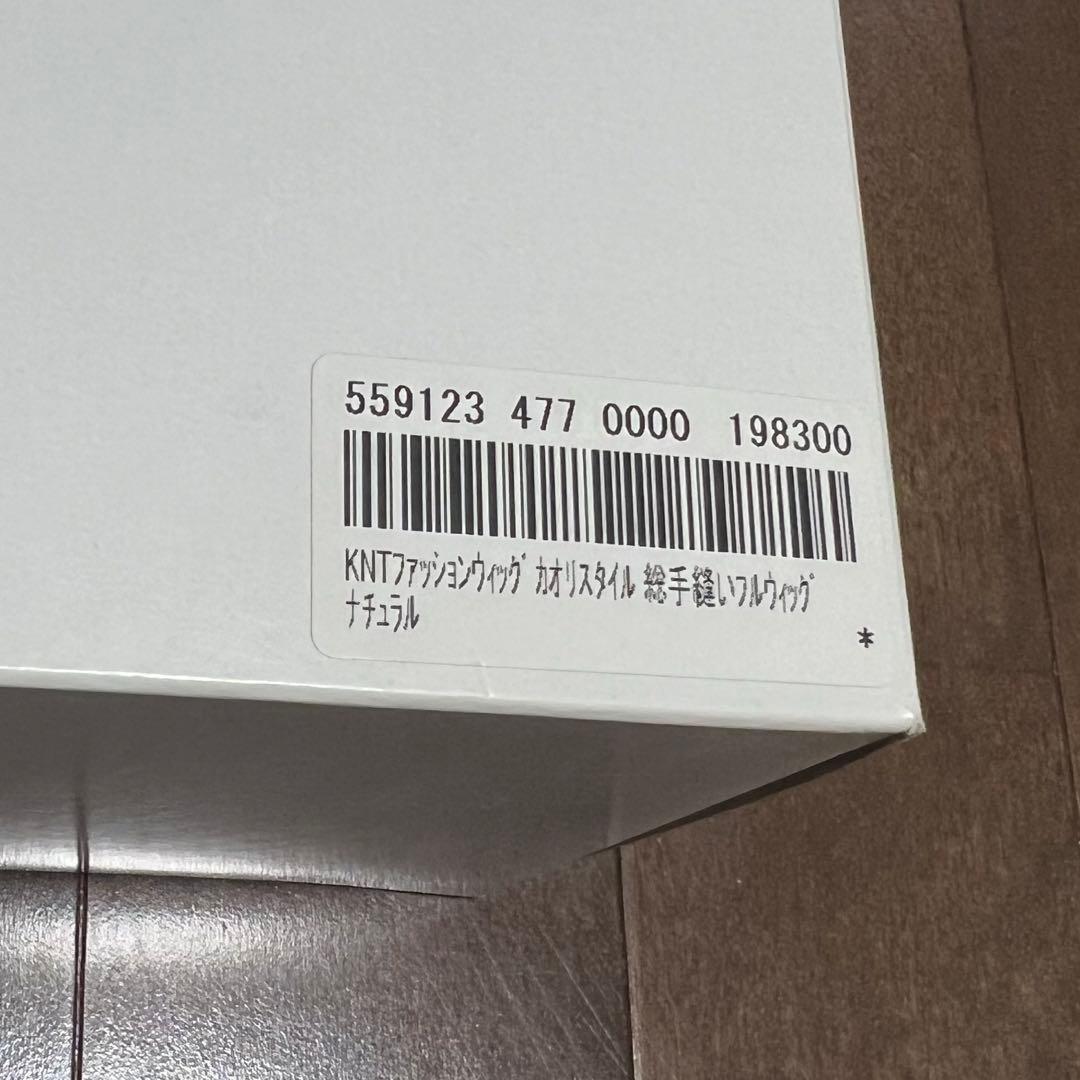 559123 477 0000 198300
KNTﾌｧｯｼｮﾝｳｨｯｸﾞ ｶｵﾘｽﾀｲﾙ 総手縫いﾌﾙｳｨｯｸﾞ
ﾅﾁｭﾗﾙ
*